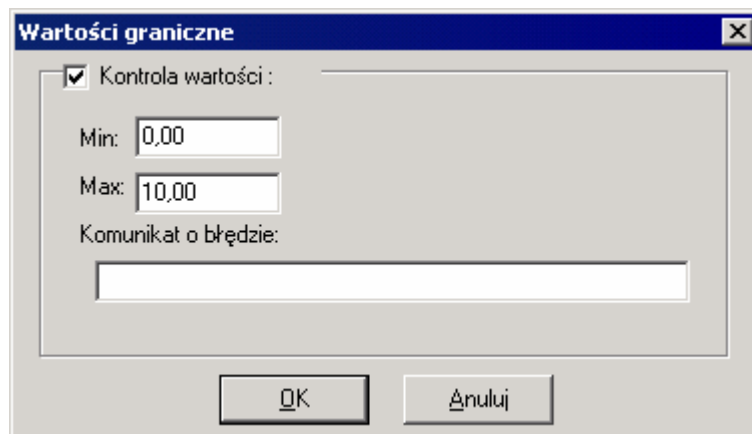 Wartości graniczne
Kontrola wartości :
Min: 0,00
Max: 10,00
Komunikat o błędzie:
OK Anuluj